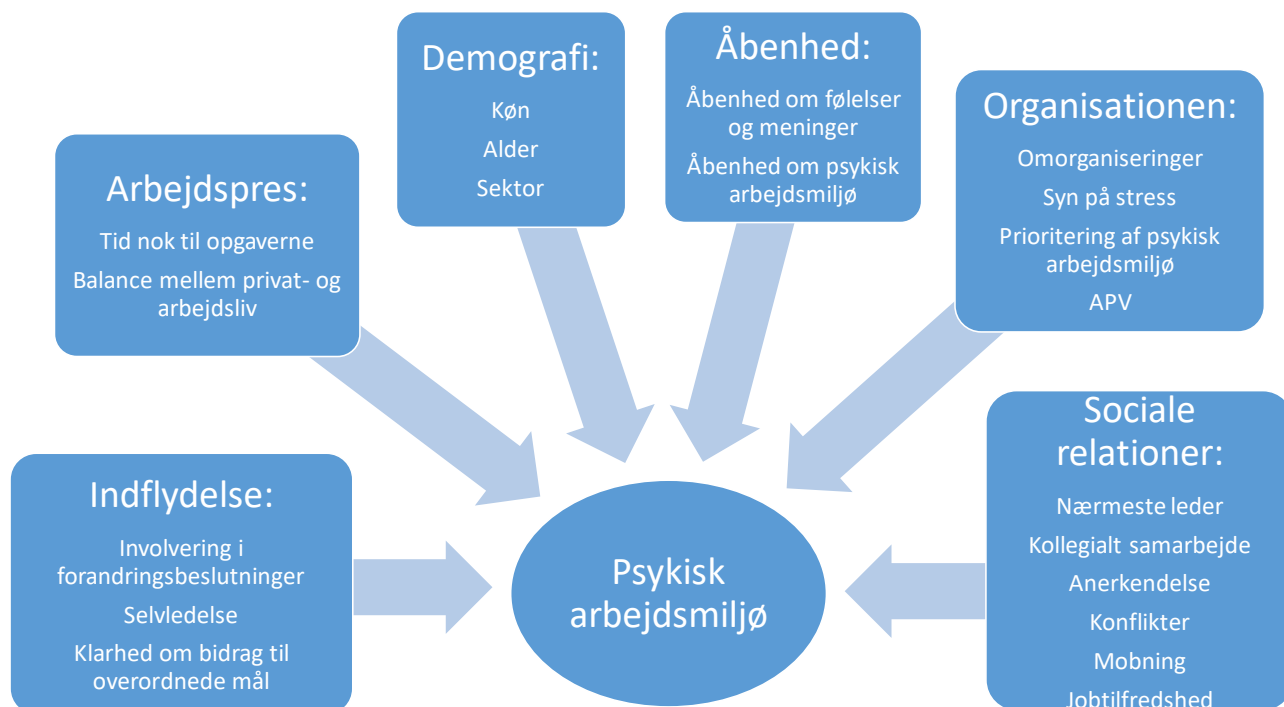 Demografi:
Køn
Alder
Sektor
Åbenhed:
Åbenhed om følelser
og meninger
Åbenhed om psykisk
arbejdsmiljø
Organisationen:
Omorganiseringer
Syn på stress
Prioritering af psykisk
arbejdsmiljø
APV
Arbejdspres:
Tid nok til opgaverne
Balance mellem privat- og
arbejdsliv
Sociale
relationer:
Nærmeste leder
Kollegialt samarbejde
Anerkendelse
Konflikter
Mobning
Jobtilfredshed
Indflydelse:
Involvering i
forandringsbeslutninger
Selvledelse
Klarhed om bidrag til
overordnede mål
Psykisk
arbejdsmiljø